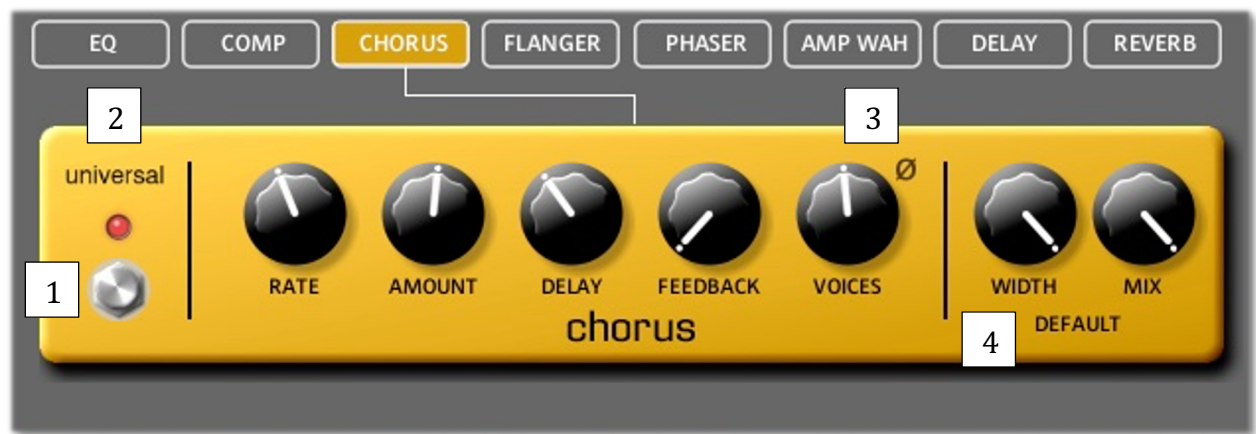 EQ COMP CHORUS FLANGER PHASER AMP WAH DELAY REVERB
2 3
universal Ø
1 RATE AMOUNT DELAY FEEDBACK VOICES WIDTH MIX
chorus 4 DEFAULT